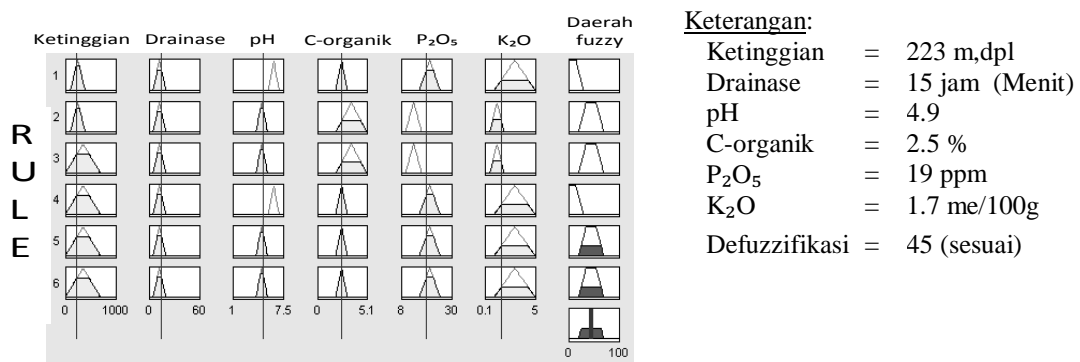 Ketinggian Drainase pH C-organik P₂O₅ K₂O Daerah fuzzy
R U L E
1
2
3
4
5
6
0 1000 0 60 1 7.5 0 5.1 8 30 0.1 5
0 100
Keterangan:
Ketinggian = 223 m,dpl
Drainase = 15 jam (Menit)
pH = 4.9
C-organik = 2.5 %
P₂O₅ = 19 ppm
K₂O = 1.7 me/100g
Defuzzifikasi = 45 (sesuai)